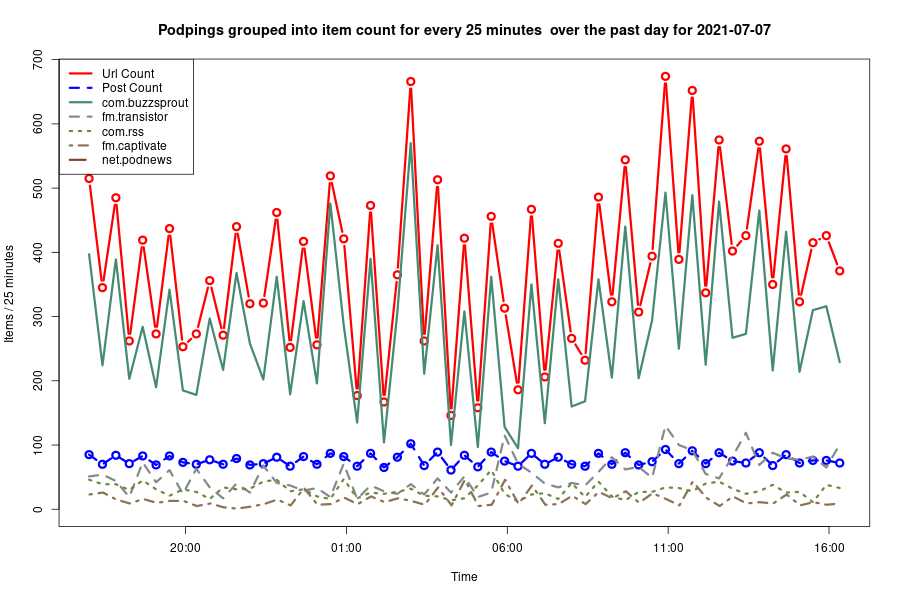 Podpings grouped into item count for every 25 minutes  over the past day for 2021-07-07
Url Count
Post Count
com.buzzsprout
fm.transistor
com.rss
fm.captivate
net.podnews
700
600
500
400
300
200
100
0
Items / 25 minutes
20:00 01:00 06:00 11:00 16:00
Time